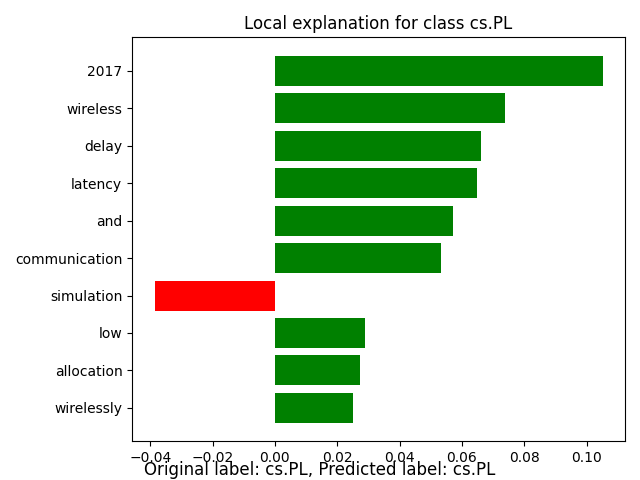 Local explanation for class cs.PL
2017
wireless
delay
latency
and
communication
simulation
low
allocation
wirelessly
−0.04 −0.02 0.00 0.02 0.04 0.06 0.08 0.10
Original label: cs.PL, Predicted label: cs.PL